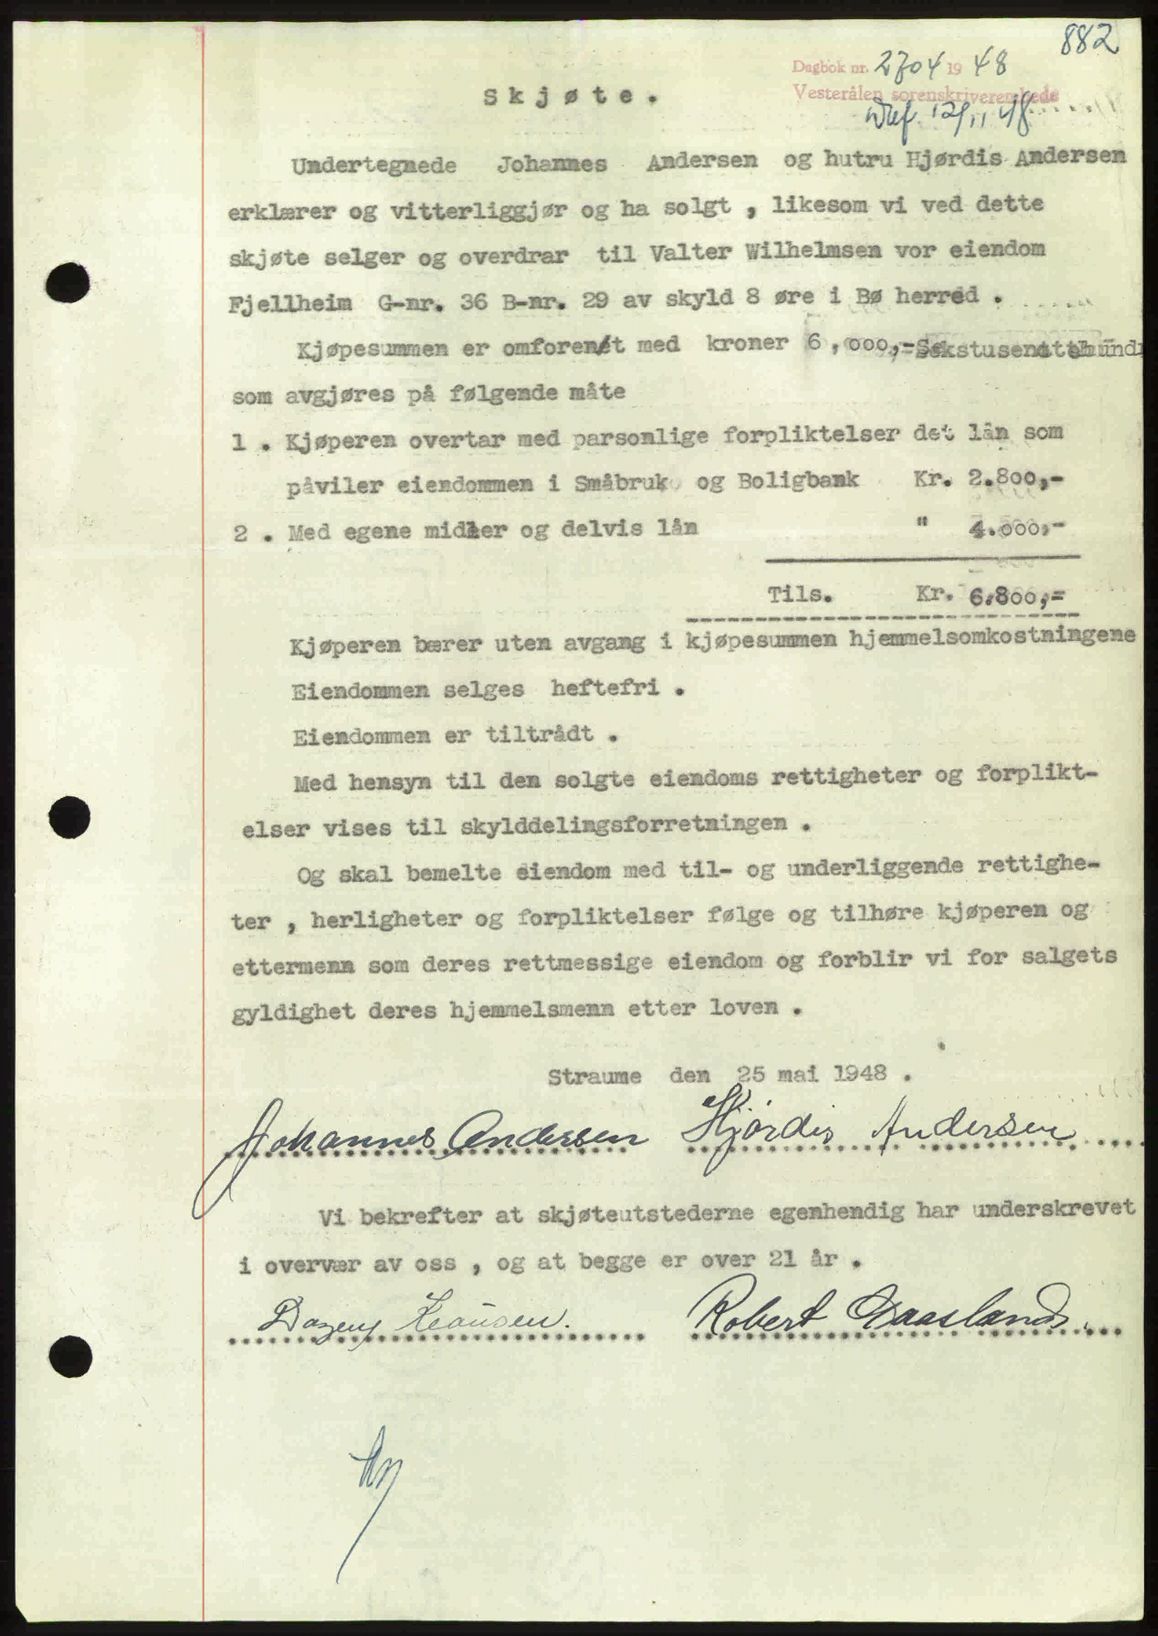 882
Dagbok nr. 2704 1948
Vesterålen sorenskriverembede
12/11 48
Skjøte.
Undertegnede Johannes Andersen og hutru Hjørdis Andersen
erklærer og vitterliggjør og ha solgt , likesom vi ved dette
skjøte selger og overdrar til Valter Wilhelmsen vor eiendom
Fjellheim G-nr. 36 B-nr. 29 av skyld 8 øre i Bø herred .
Kjøpesummen er omforenet med kroner 6,000,-
som avgjøres på følgende måte
1 . Kjøperen overtar med parsonlige forpliktelser det lån som
påviler eiendommen i Småbruk og Boligbank Kr. 2.800,-
2 . Med egene midler og delvis lån " 4.000,-
Tils. Kr. 6.800,=
Kjøperen bærer uten avgang i kjøpesummen hjemmelsomkostningene
Eiendommen selges heftefri .
Eiendommen er tiltrådt .
Med hensyn til den solgte eiendoms rettigheter og forplikt-
elser vises til skylddelingsforretningen .
Og skal bemelte eiendom med til- og underliggende rettighe-
ter , herligheter og forpliktelser følge og tilhøre kjøperen og
ettermenn som deres rettmessige eiendom og forblir vi for salgets
gyldighet deres hjemmelsmenn etter loven .
Straume den 25 mai 1948 .
Johannes Andersen Hjørdis Andersen
Vi bekrefter at skjøteutstederne egenhendig har underskrevet
i overvær av oss , og at begge er over 21 år .
Robert Gaasland.